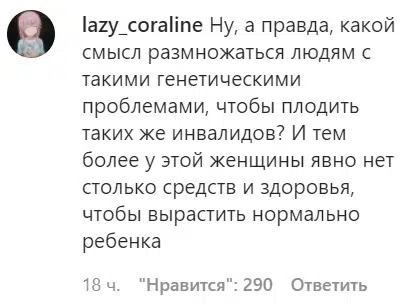 lazy_coraline Ну, а правда, какой
смысл размножаться людям с
такими генетическими
проблемами, чтобы плодить
таких же инвалидов? И тем
более у этой женщины явно нет
столько средств и здоровья,
чтобы вырастить нормально
ребенка
18 ч. "Нравится": 290 Ответить